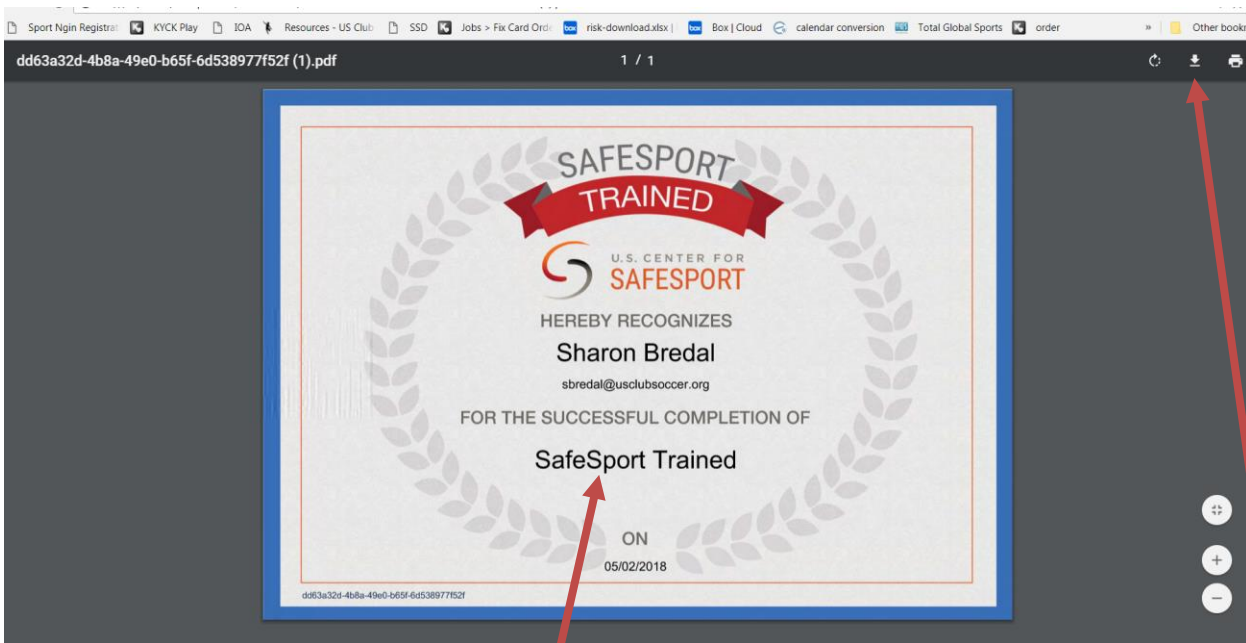 Sport Ngin Registra KYCK Play IOA Resources - US Club SSD Jobs > Fix Card Orde box risk-download.xlsx | box Box | Cloud calendar conversion Total Global Sports order » Other bookr
dd63a32d-4b8a-49e0-b65f-6d538977f52f (1).pdf 1 / 1
SAFESPORT
TRAINED
U.S. CENTER FOR
SAFESPORT
HEREBY RECOGNIZES
Sharon Bredal
sbredal@usclubsoccer.org
FOR THE SUCCESSFUL COMPLETION OF
SafeSport Trained
ON
05/02/2018
dd63a32d-4b8a-49e0-b65f-6d538977f52f